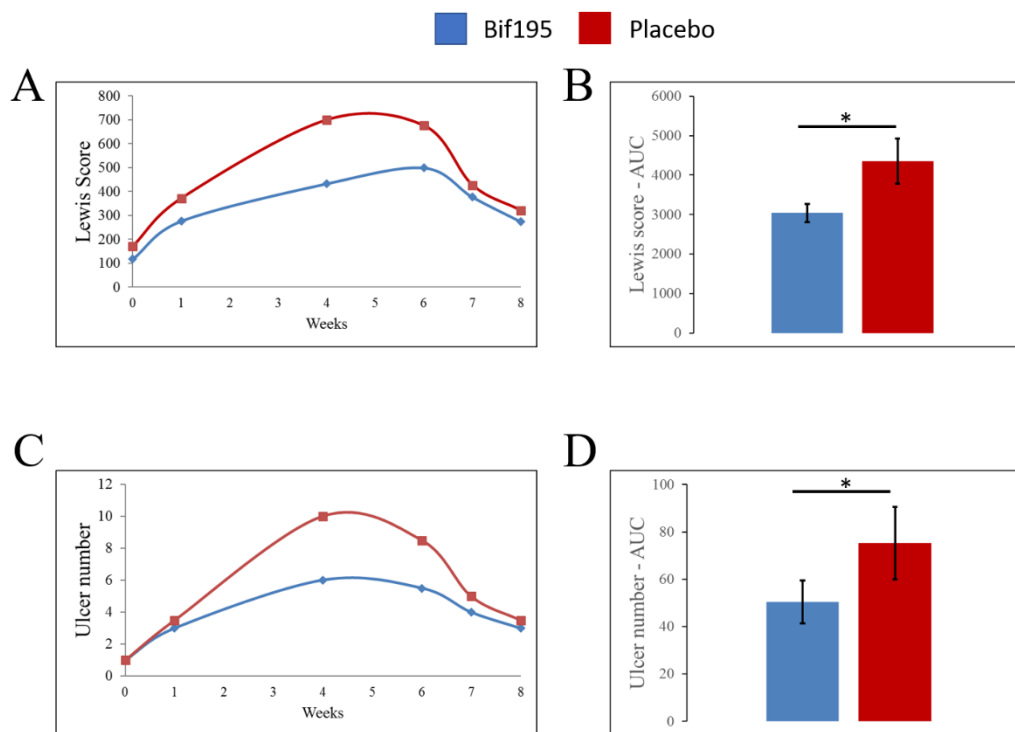 Bif195 Placebo
A
800
700
600
500
400
300
200
100
0
Lewis Score
0 1 2 3 4 5 6 7 8
Weeks
B
6000
5000
4000
3000
2000
1000
0
Lewis score - AUC
*
C
12
10
8
6
4
2
0
Ulcer number
0 1 2 3 4 5 6 7 8
Weeks
D
100
80
60
40
20
0
Ulcer number - AUC
*